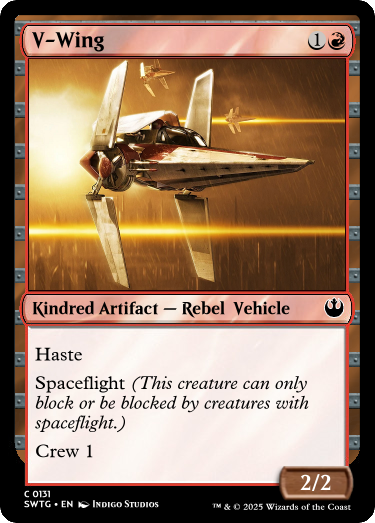 V-Wing 1
Kindred Artifact — Rebel Vehicle
Haste
Spaceflight (This creature can only
block or be blocked by creatures with
spaceflight.)
Crew 1
2/2
C 0131
SWTG • EN Indigo Studios
™ & © 2025 Wizards of the Coast